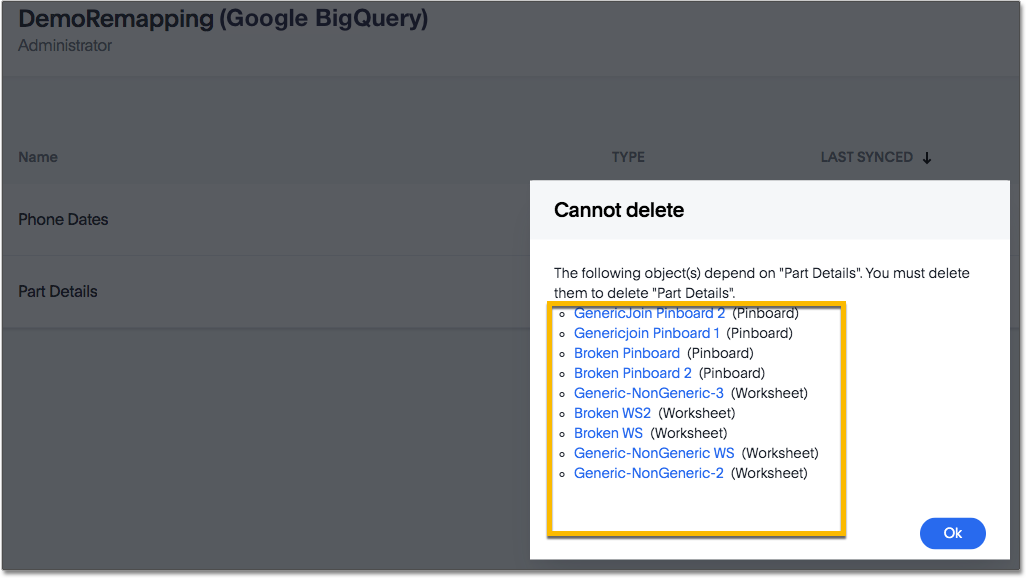 DemoRemapping (Google BigQuery)
Administrator
Name TYPE LAST SYNCED
Phone Dates
Part Details
Cannot delete
The following object(s) depend on "Part Details". You must delete
them to delete "Part Details".
GenericJoin Pinboard 2 (Pinboard)
Genericjoin Pinboard 1 (Pinboard)
Broken Pinboard (Pinboard)
Broken Pinboard 2 (Pinboard)
Generic-NonGeneric-3 (Worksheet)
Broken WS2 (Worksheet)
Broken WS (Worksheet)
Generic-NonGeneric WS (Worksheet)
Generic-NonGeneric-2 (Worksheet)
Ok